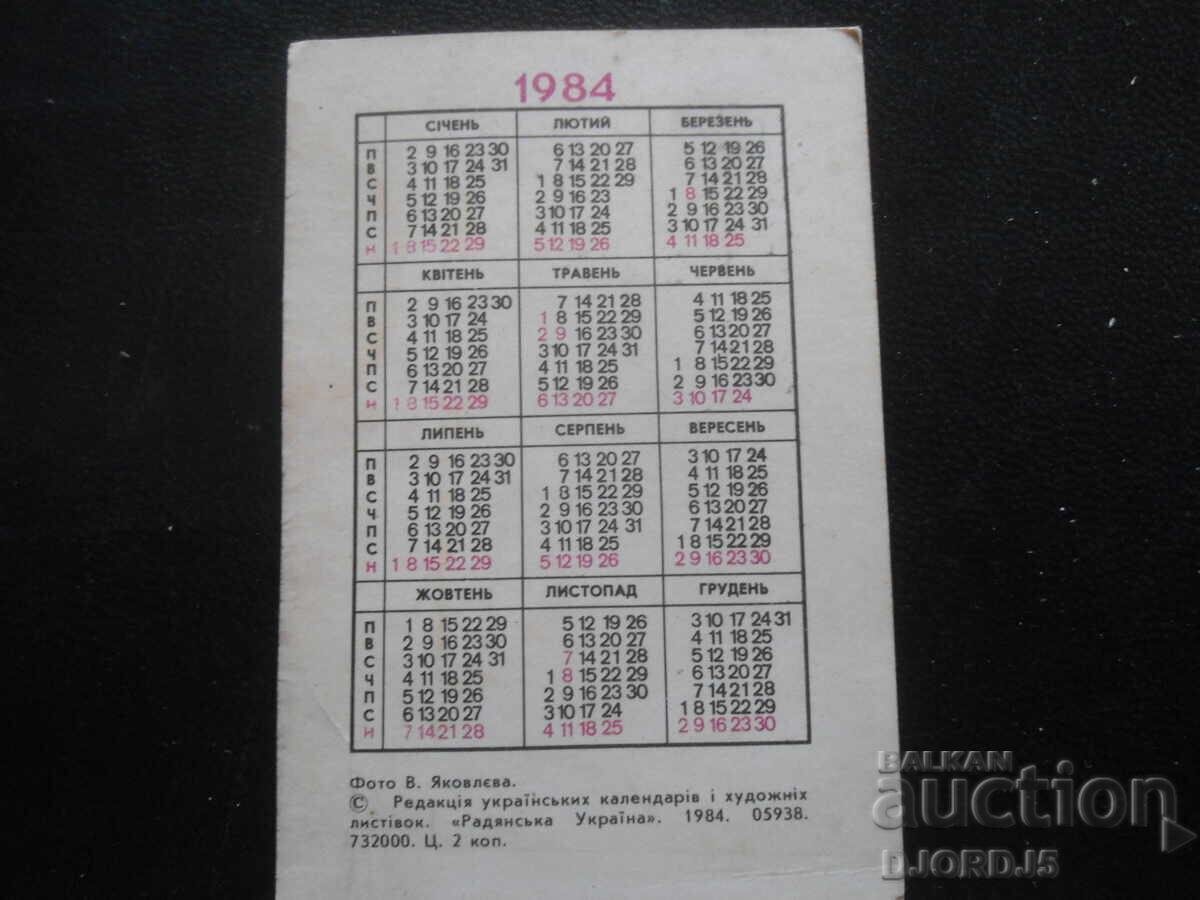 1984
СІЧЕНЬ ЛЮТИЙ БЕРЕЗЕНЬ
П 2 9 16 23 30 6 13 20 27 5 12 19 26
В 3 10 17 24 31 7 14 21 28 6 13 20 27
С 4 11 18 25 1 8 15 22 29 7 14 21 28
Ч 5 12 19 26 2 9 16 23 1 8 15 22 29
П 6 13 20 27 3 10 17 24 2 9 16 23 30
С 7 14 21 28 4 11 18 25 3 10 17 24 31
Н 1 8 15 22 29 5 12 19 26 4 11 18 25
КВІТЕНЬ ТРАВЕНЬ ЧЕРВЕНЬ
П 2 9 16 23 30 7 14 21 28 4 11 18 25
В 3 10 17 24 1 8 15 22 29 5 12 19 26
С 4 11 18 25 2 9 16 23 30 6 13 20 27
Ч 5 12 19 26 3 10 17 24 31 7 14 21 28
П 6 13 20 27 4 11 18 25 1 8 15 22 29
С 7 14 21 28 5 12 19 26 2 9 16 23 30
Н 1 8 15 22 29 6 13 20 27 3 10 17 24
ЛИПЕНЬ СЕРПЕНЬ ВЕРЕСЕНЬ
П 2 9 16 23 30 6 13 20 27 3 10 17 24
В 3 10 17 24 31 7 14 21 28 4 11 18 25
С 4 11 18 25 1 8 15 22 29 5 12 19 26
Ч 5 12 19 26 2 9 16 23 30 6 13 20 27
П 6 13 20 27 3 10 17 24 31 7 14 21 28
С 7 14 21 28 4 11 18 25 1 8 15 22 29
Н 1 8 15 22 29 5 12 19 26 2 9 16 23 30
ЖОВТЕНЬ ЛИСТОПАД ГРУДЕНЬ
П 1 8 15 22 29 5 12 19 26 3 10 17 24 31
В 2 9 16 23 30 6 13 20 27 4 11 18 25
С 3 10 17 24 31 7 14 21 28 5 12 19 26
Ч 4 11 18 25 1 8 15 22 29 6 13 20 27
П 5 12 19 26 2 9 16 23 30 7 14 21 28
С 6 13 20 27 3 10 17 24 1 8 15 22 29
Н 7 14 21 28 4 11 18 25 2 9 16 23 30
Фото В. Яковлєва.
© Редакція українських календарів і художніх
листівок. «Радянська Україна». 1984. 05938.
732000. Ц. 2 коп.
BALKAN
auction
DJORDJ5